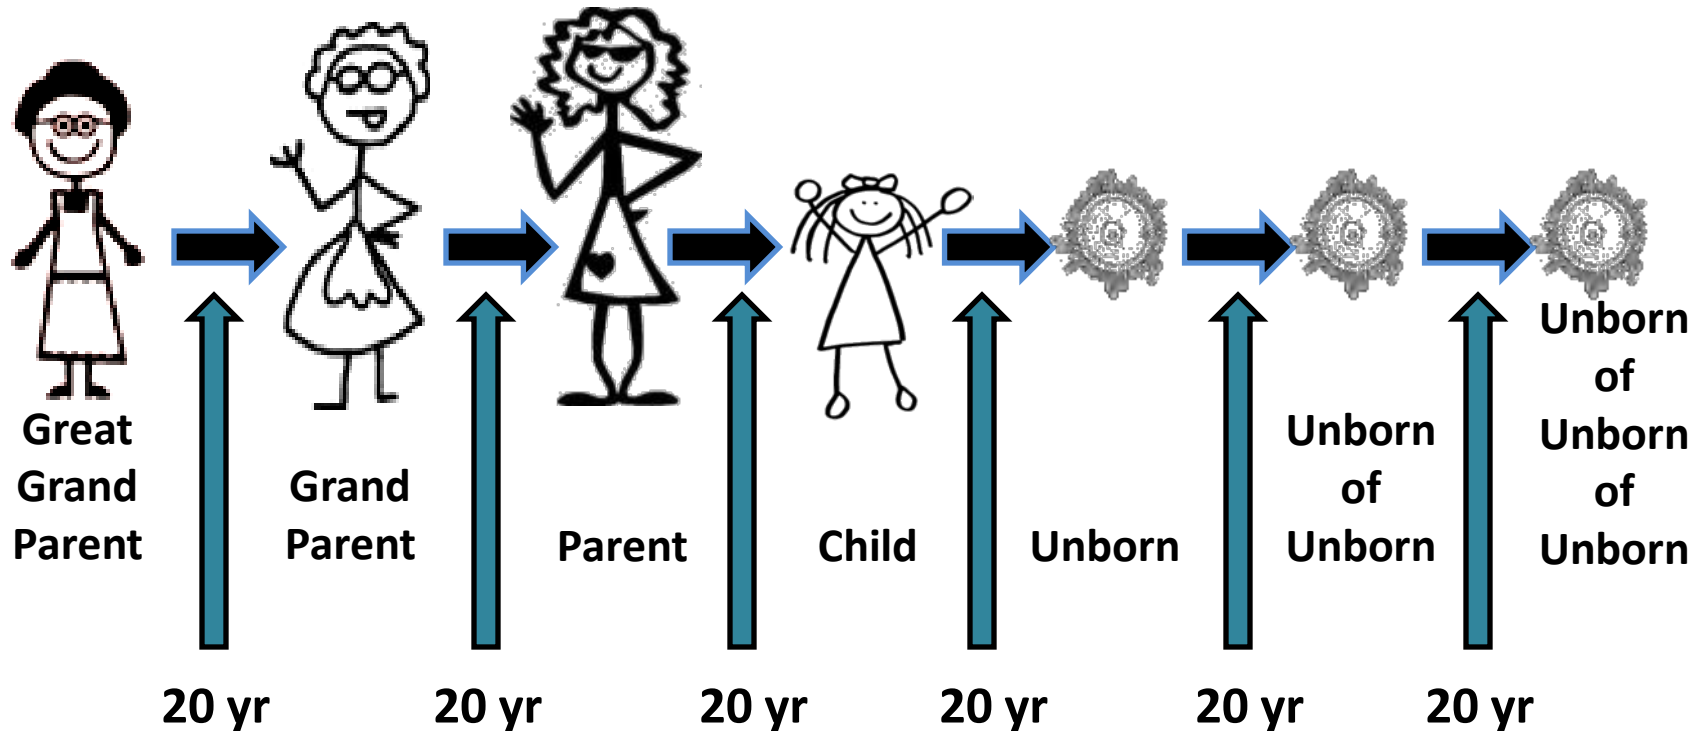 Great
Grand
Parent
Grand
Parent
Parent
Child
Unborn
Unborn
of
Unborn
Unborn
of
Unborn
of
Unborn
20 yr
20 yr
20 yr
20 yr
20 yr
20 yr